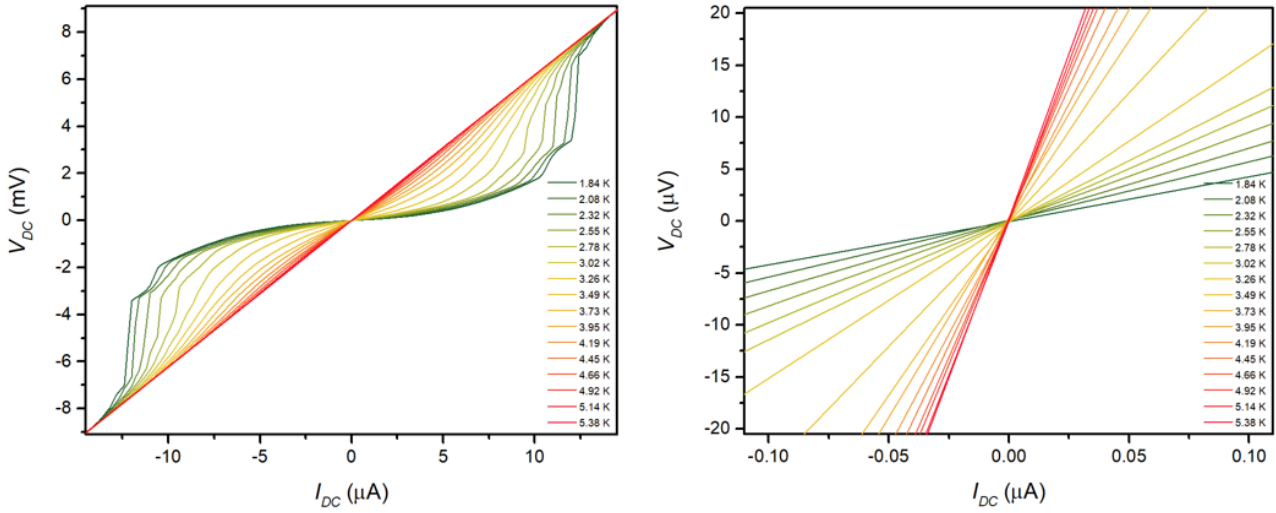 8
6
4
2
0
-2
-4
-6
-8
V_DC (mV)
-10
-5
0
5
10
I_DC (μA)
1.84 K
2.08 K
2.32 K
2.55 K
2.78 K
3.02 K
3.26 K
3.49 K
3.73 K
3.95 K
4.19 K
4.45 K
4.66 K
4.92 K
5.14 K
5.38 K
20
15
10
5
0
-5
-10
-15
-20
V_DC (μV)
-0.10
-0.05
0.00
0.05
0.10
I_DC (μA)
1.84 K
2.08 K
2.32 K
2.55 K
2.78 K
3.02 K
3.26 K
3.49 K
3.73 K
3.95 K
4.19 K
4.45 K
4.66 K
4.92 K
5.14 K
5.38 K